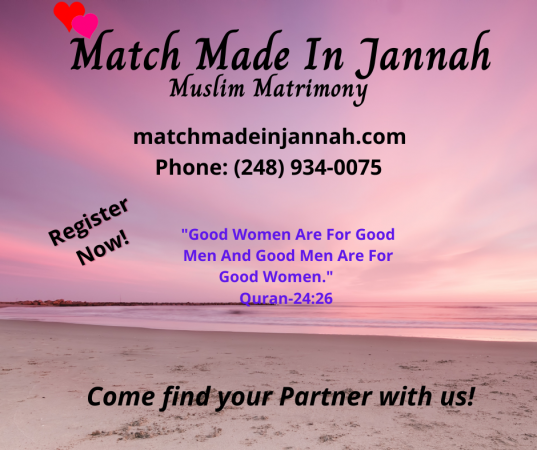 Match Made In Jannah
Muslim Matrimony
matchmadeinjannah.com
Phone: (248) 934-0075
Register
Now!
"Good Women Are For Good
Men And Good Men Are For
Good Women."
Quran-24:26
Come find your Partner with us!